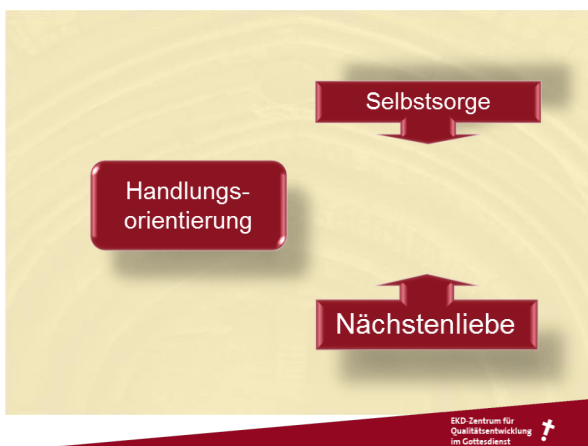 Selbstsorge
Handlungs-
orientierung
Nächstenliebe
EKD-Zentrum für
Qualitätsentwicklung
im Gottesdienst